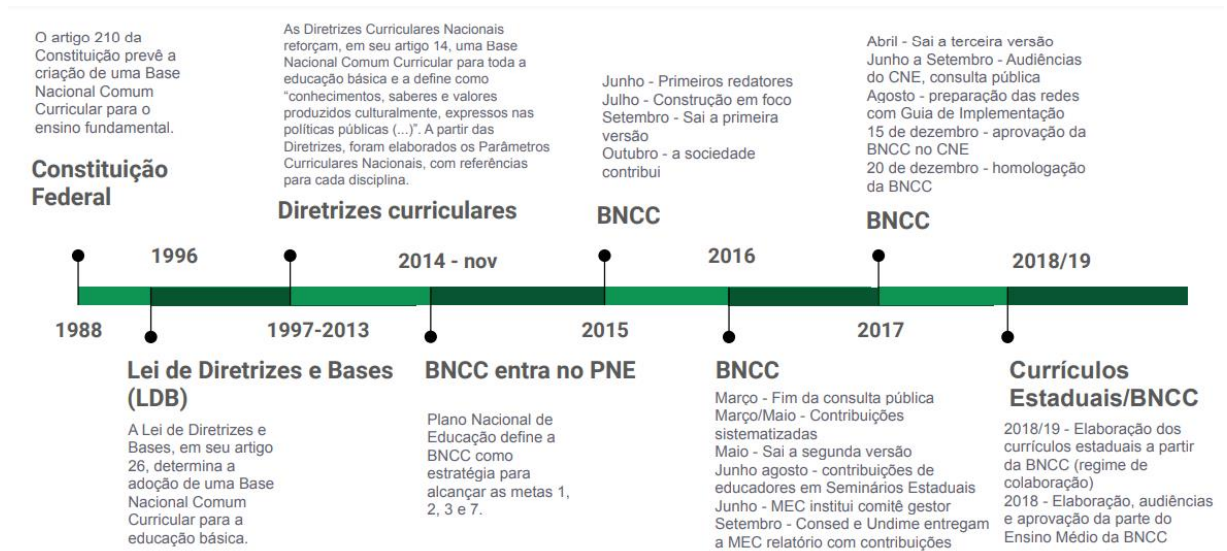 O artigo 210 da
Constituição prevê a
criação de uma Base
Nacional Comum
Curricular para o
ensino fundamental.
Constituição
Federal
As Diretrizes Curriculares Nacionais
reforçam, em seu artigo 14, uma Base
Nacional Comum Curricular para toda a
educação básica e a define como
“conhecimentos, saberes e valores
produzidos culturalmente, expressos nas
políticas públicas (...)”. A partir das
Diretrizes, foram elaborados os Parâmetros
Curriculares Nacionais, com referências
para cada disciplina.
Diretrizes curriculares
Junho - Primeiros redatores
Julho - Construção em foco
Setembro - Sai a primeira
versão
Outubro - a sociedade
contribui
BNCC
Abril - Sai a terceira versão
Junho a Setembro - Audiências
do CNE, consulta pública
Agosto - preparação das redes
com Guia de Implementação
15 de dezembro - aprovação da
BNCC no CNE
20 de dezembro - homologação
da BNCC
BNCC
1996
2014 - nov
2016
2018/19
1988
1997-2013
2015
2017
Lei de Diretrizes e Bases
(LDB)
A Lei de Diretrizes e
Bases, em seu artigo
26, determina a
adoção de uma Base
Nacional Comum
Curricular para a
educação básica.
BNCC entra no PNE
Plano Nacional de
Educação define a
BNCC como
estratégia para
alcançar as metas 1,
2, 3 e 7.
BNCC
Março - Fim da consulta pública
Março/Maio - Contribuições
sistematizadas
Maio - Sai a segunda versão
Junho agosto - contribuições de
educadores em Seminários Estaduais
Junho - MEC institui comitê gestor
Setembro - Consed e Undime entregam
a MEC relatório com contribuições
Currículos
Estaduais/BNCC
2018/19 - Elaboração dos
currículos estaduais a partir
da BNCC (regime de
colaboração)
2018 - Elaboração, audiências
e aprovação da parte do
Ensino Médio da BNCC